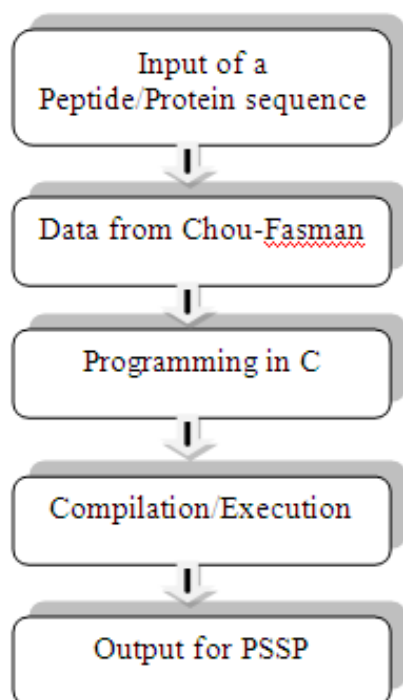 Input of a
Peptide/Protein sequence
Data from Chou-Fasman
Programming in C
Compilation/Execution
Output for PSSP